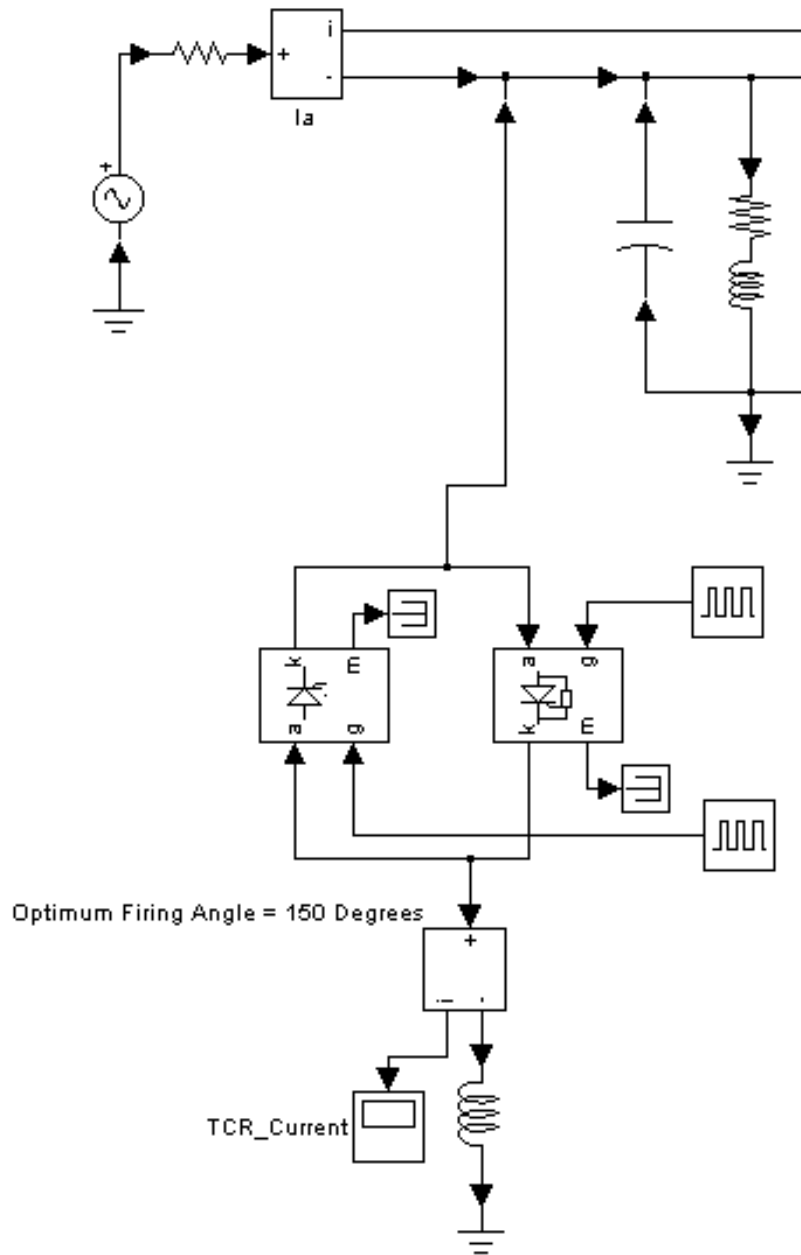 i
+
-
Ia
+
k
m
a
g
a
g
k
m
Optimum Firing Angle = 150 Degrees
+
i
-
TCR_Current